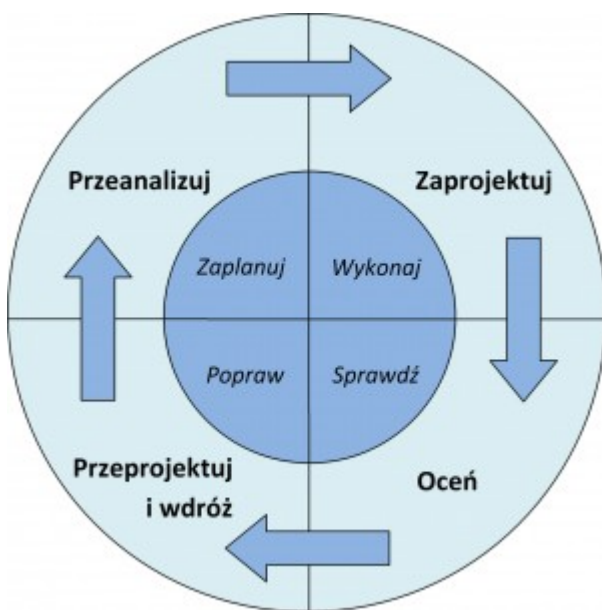 Przeanalizuj
Zaprojektuj
Zaplanuj
Wykonaj
Popraw
Sprawdź
Przeprojektuj
i wdróż
Oceń